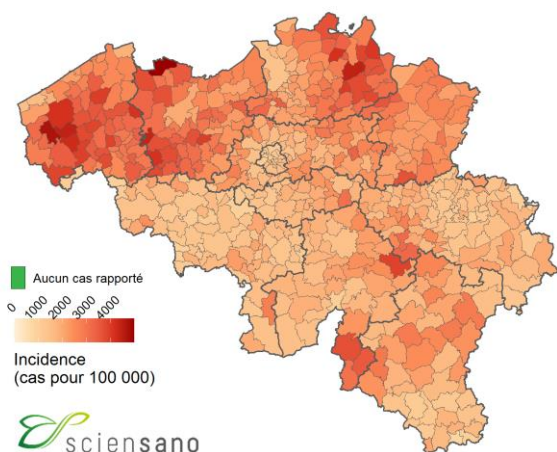 Aucun cas rapporté
0 1000 2000 3000 4000
Incidence
(cas pour 100 000)
sciensano